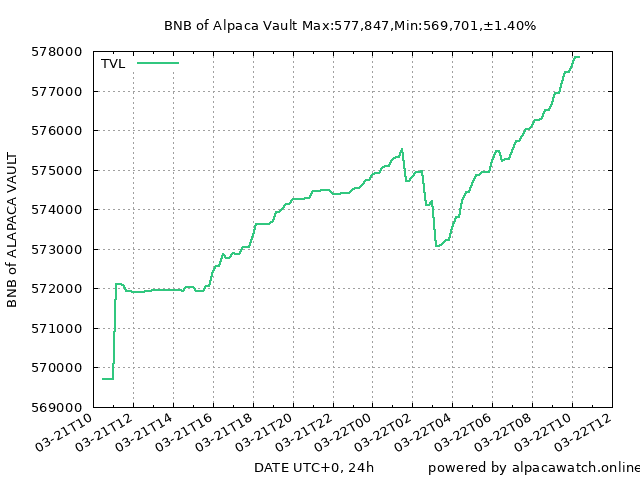 BNB of Alpaca Vault Max:577,847,Min:569,701,±1.40%
TVL
578000
577000
576000
575000
574000
573000
572000
571000
570000
569000
BNB of ALAPACA VAULT
03-21T10
03-21T12
03-21T14
03-21T16
03-21T18
03-21T20
03-21T22
03-22T00
03-22T02
03-22T04
03-22T06
03-22T08
03-22T10
03-22T12
DATE UTC+0, 24h
powered by alpacawatch.online